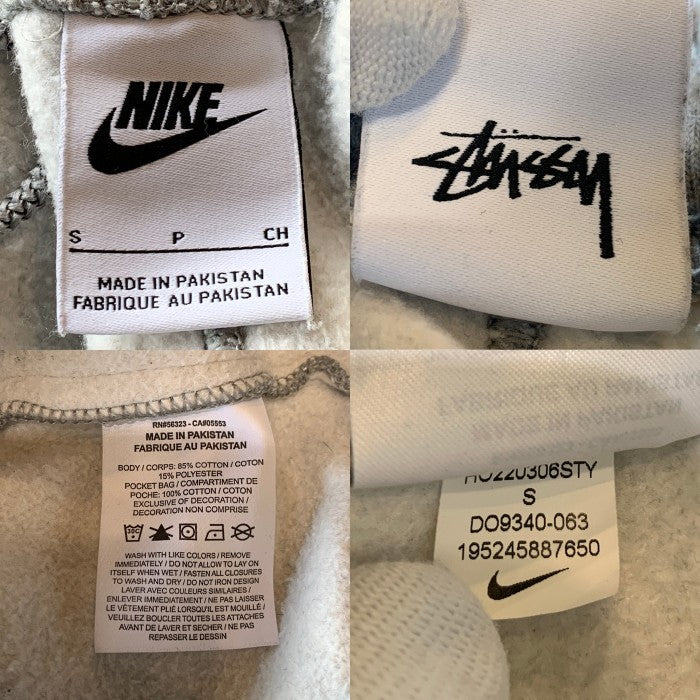 NIKE
S P CH
MADE IN PAKISTAN
FABRIQUE AU PAKISTAN
STÜSSY
RN#56323 - CA#05553
MADE IN PAKISTAN
FABRIQUE AU PAKISTAN
BODY / CORPS: 85% COTTON / COTON
15% POLYESTER
POCKET BAG / COMPARTIMENT DE
POCHE: 100% COTTON / COTON
EXCLUSIVE OF DECORATION /
DECORATION NON COMPRISE
30C
WASH WITH LIKE COLORS / REMOVE
IMMEDIATELY / DO NOT ALLOW TO LAY ON
ITSELF WHEN WET / FASTEN ALL CLOSURES
TO WASH AND DRY / DO NOT IRON DESIGN
LAVER AVEC COULEURS SIMILAIRES /
ENLEVER IMMEDIATEMENT / NE PAS LAISSER
LE VÊTEMENT PLIÉ LORSQU'IL EST MOUILLÉ /
VEUILLEZ BOUCLER TOUTES LES ATTACHES
AVANT DE LAVER ET SECHER / NE PAS
REPASSER LE DESSIN
HO220306STY
S
DO9340-063
195245887650